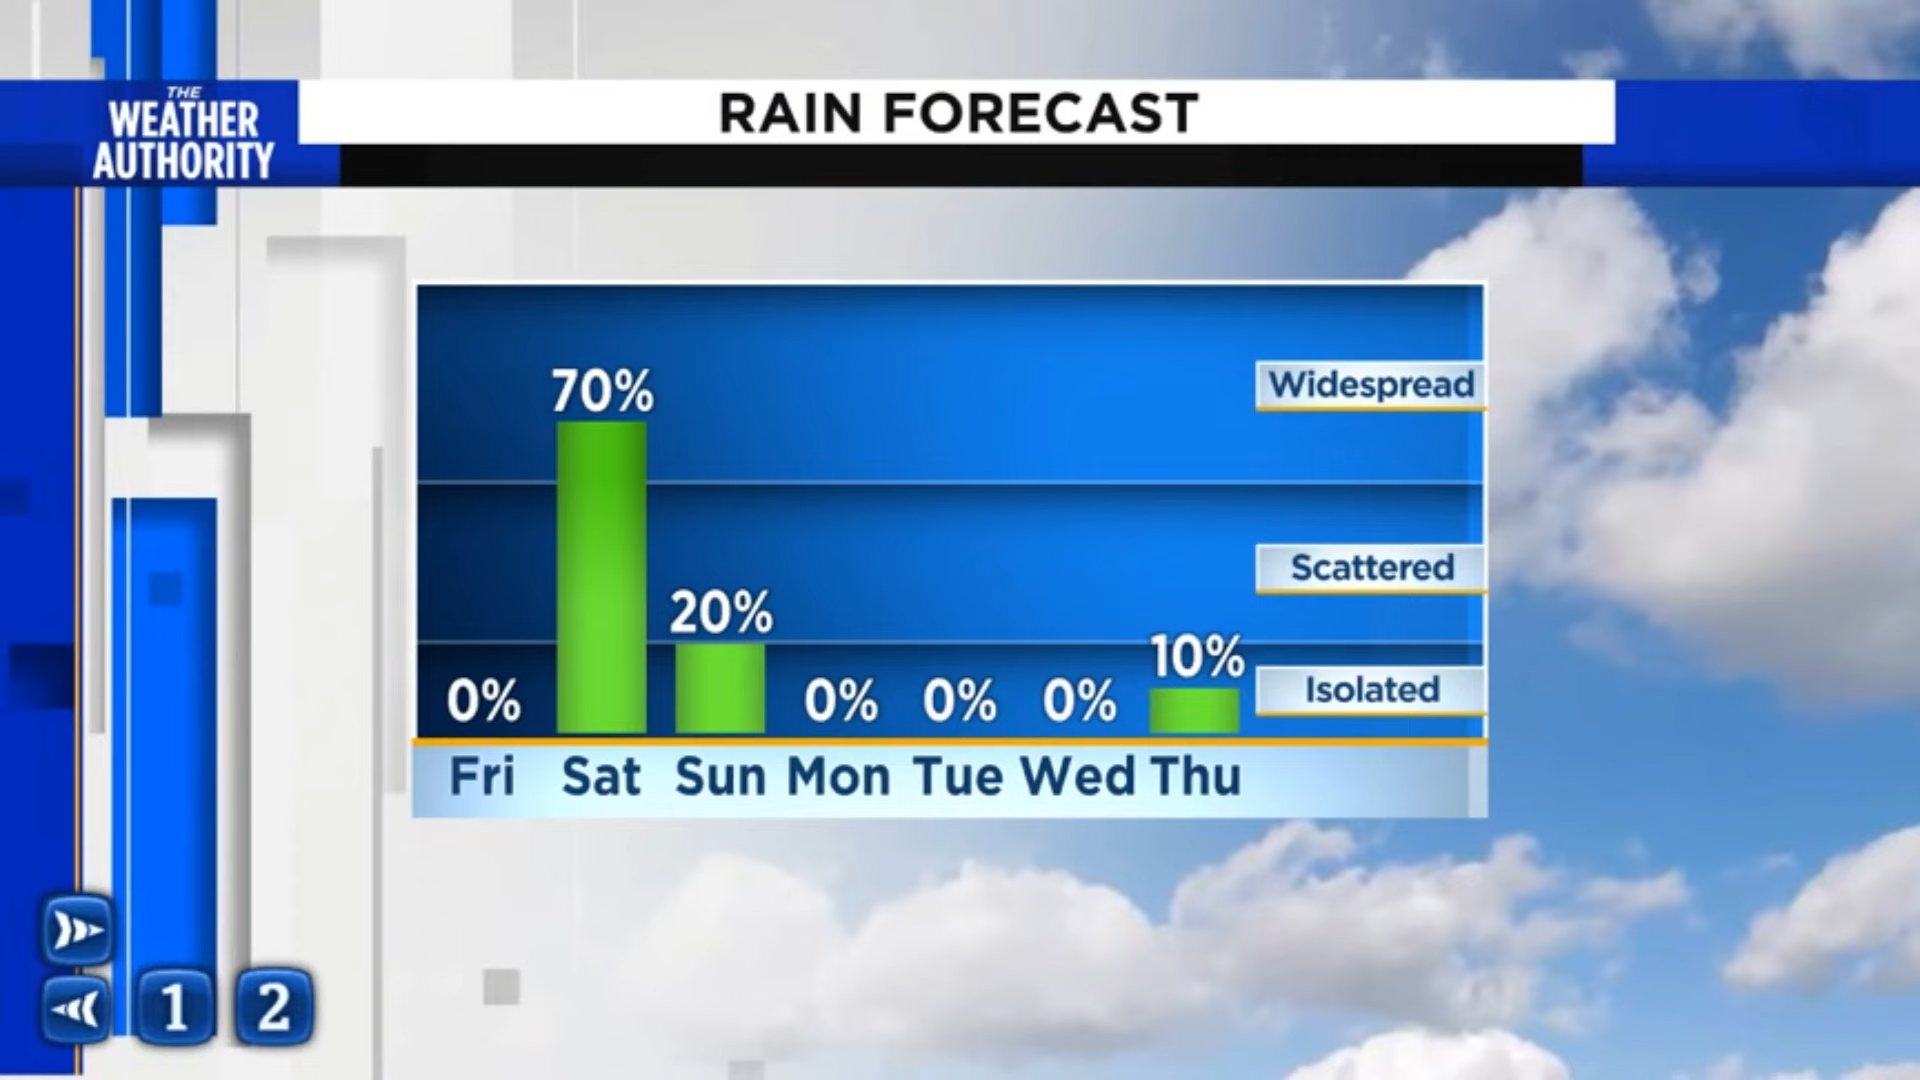 THE
WEATHER
AUTHORITY
RAIN FORECAST
70%
Widespread
Scattered
20%
10%
0%
0% 0% 0%
Isolated
Fri Sat Sun Mon Tue Wed Thu
1 2